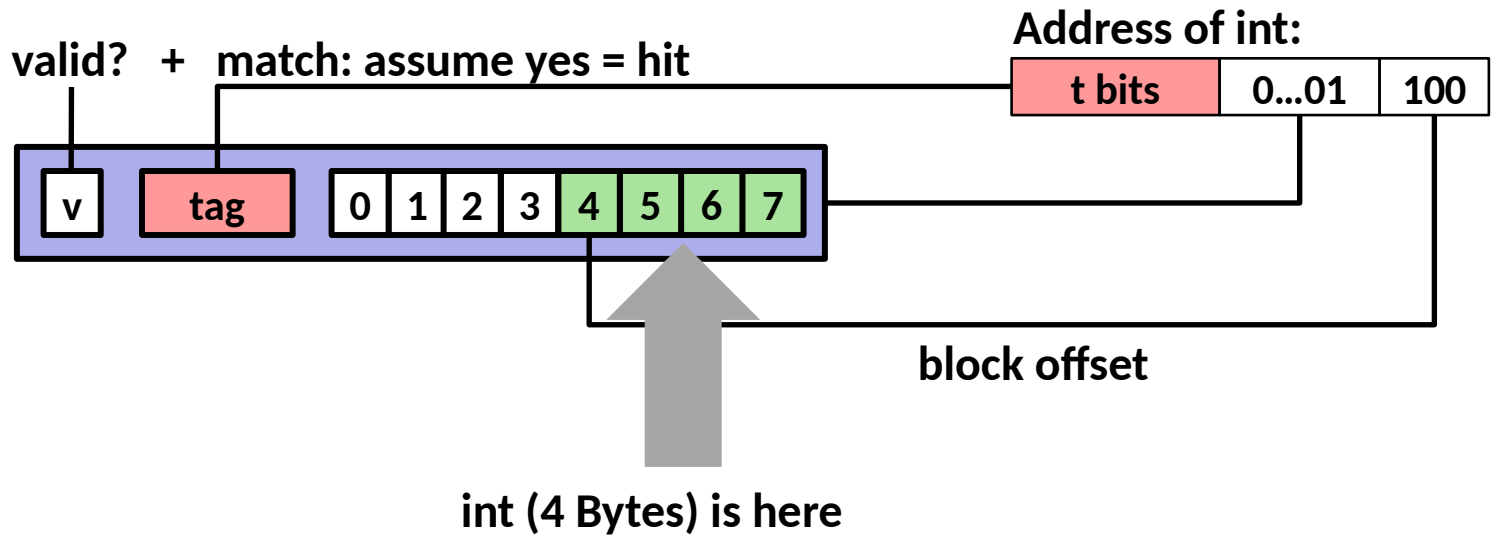 Address of int:
valid? + match: assume yes = hit
t bits 0...01 100
v tag 0 1 2 3 4 5 6 7
block offset
int (4 Bytes) is here